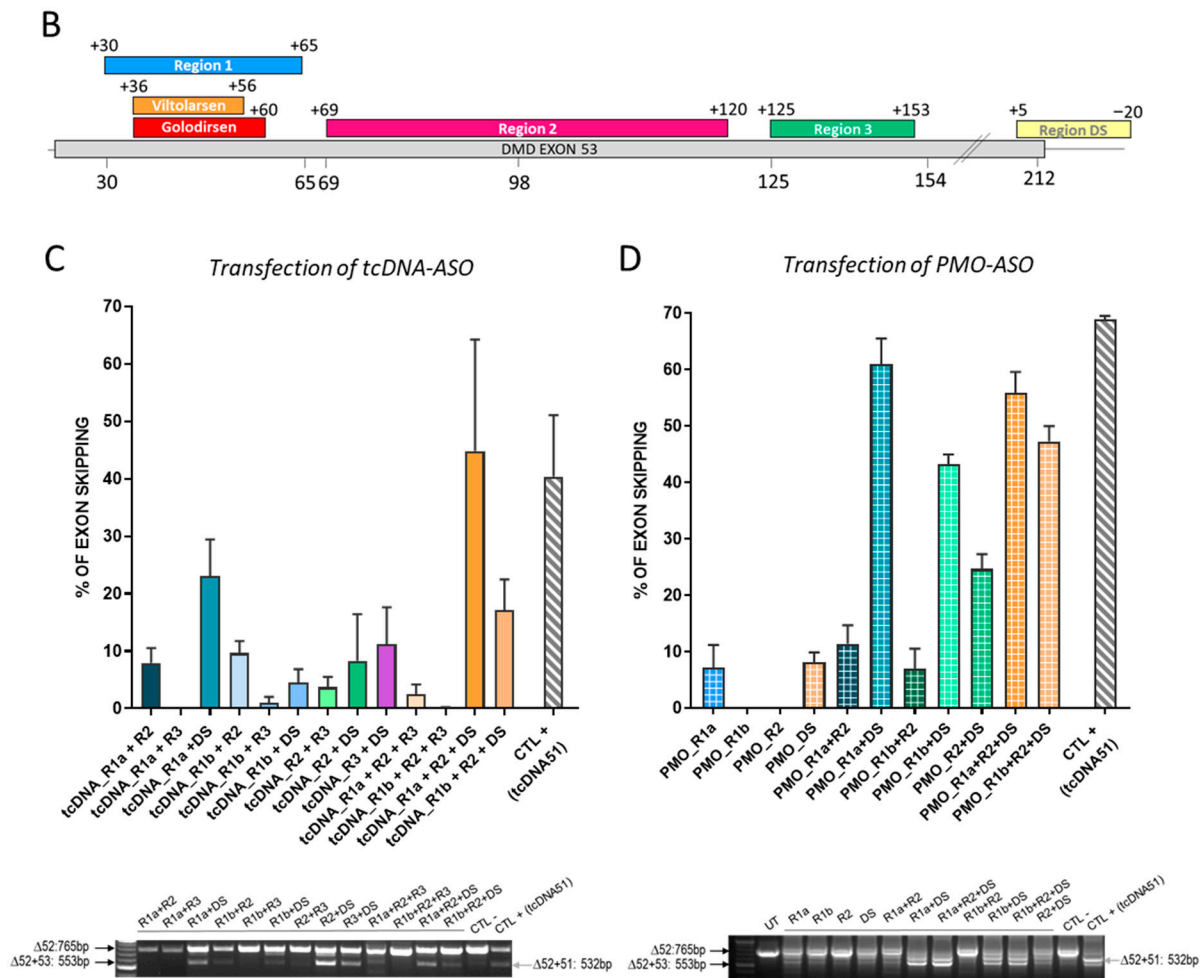 B
+30 +65
Region 1
+36 +56
Viltolarsen
+60 +69 +120 +125 +153 +5 −20
Golodirsen Region 2 Region 3 Region DS
DMD EXON 53
30 65 69 98 125 154 212
C Transfection of tcDNA-ASO
% OF EXON SKIPPING
70
60
50
40
30
20
10
0
tcDNA_R1a + R2
tcDNA_R1a + R3
tcDNA_R1a +DS
tcDNA_R1b + R2
tcDNA_R1b + R3
tcDNA_R1b + DS
tcDNA_R2 + R3
tcDNA_R2 + DS
tcDNA_R3 + DS
tcDNA_R1a + R2 + R3
tcDNA_R1b + R2 + R3
tcDNA_R1a + R2 + DS
tcDNA_R1b + R2 + DS
CTL +
(tcDNA51)
R1a+R2
R1a+R3
R1a+DS
R1b+R2
R1b+R3
R1b+DS
R2+R3
R2+DS
R3+DS
R1a+R2+R3
R1b+R2+R3
R1a+R2+DS
R1b+R2+DS
CTL -
CTL + (tcDNA51)
Δ52:765bp
Δ52+53: 553bp
Δ52+51: 532bp
D Transfection of PMO-ASO
% OF EXON SKIPPING
70
60
50
40
30
20
10
0
PMO_R1a
PMO_R1b
PMO_R2
PMO_DS
PMO_R1a+R2
PMO_R1a+DS
PMO_R1b+R2
PMO_R1b+DS
PMO_R2+DS
PMO_R1a+R2+DS
PMO_R1b+R2+DS
CTL +
(tcDNA51)
UT
R1a
R1b
R2
DS
R1a+R2
R1a+DS
R1a+R2+DS
R1b+R2
R1b+DS
R1b+R2+DS
R2+DS
CTL -
CTL + (tcDNA51)
Δ52:765bp
Δ52+53: 553bp
Δ52+51: 532bp